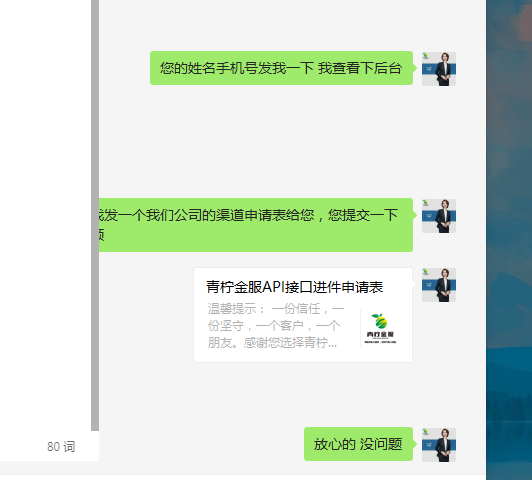 您的姓名手机号发我一下 我查看下后台
我发一个我们公司的渠道申请表给您，您提交一下
青柠金服API接口进件申请表
温馨提示： 一份信任，一
份坚守，一个客户，一个
朋友。感谢您选择青柠...
青柠金服
放心的 没问题
80 词